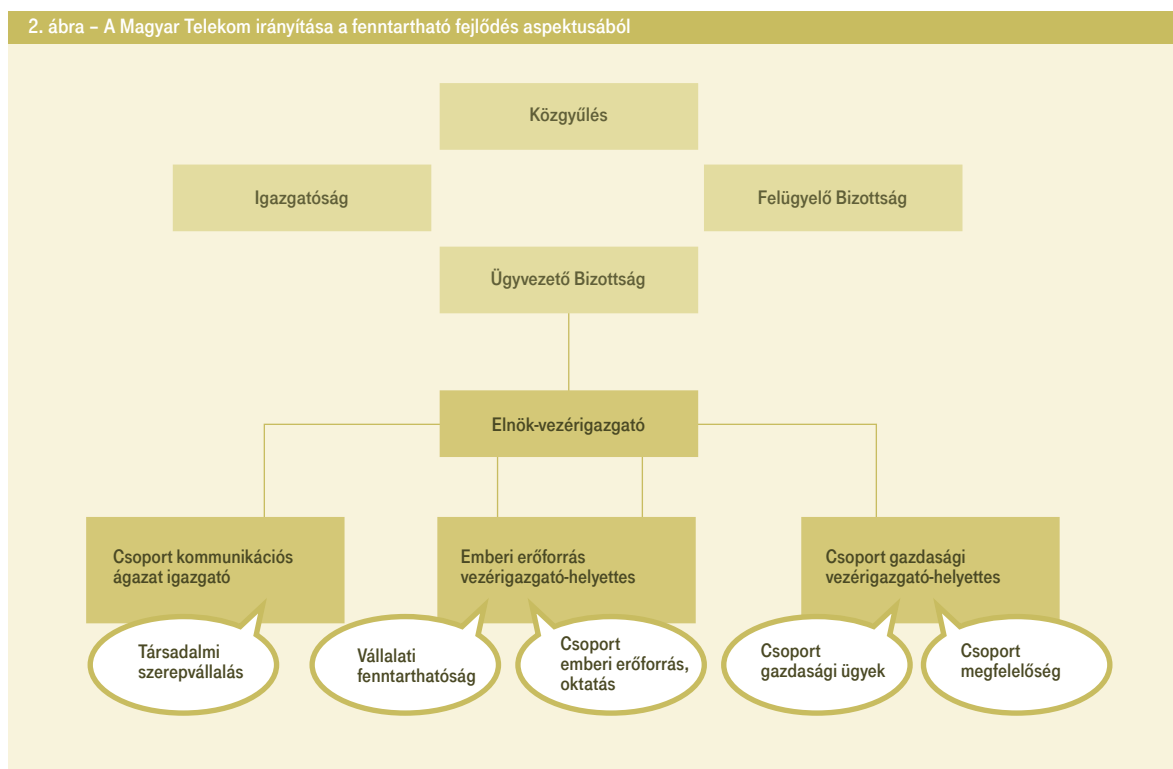 2. ábra – A Magyar Telekom irányítása a fenntartható fejlődés aspektusából
Közgyűlés
Igazgatóság
Felügyelő Bizottság
Ügyvezető Bizottság
Elnök-vezérigazgató
Csoport kommunikációs
ágazat igazgató
Emberi erőforrás
vezérigazgató-helyettes
Csoport gazdasági
vezérigazgató-helyettes
Társadalmi
szerepvállalás
Vállalati
fenntarthatóság
Csoport
emberi erőforrás,
oktatás
Csoport
gazdasági ügyek
Csoport
megfelelőség